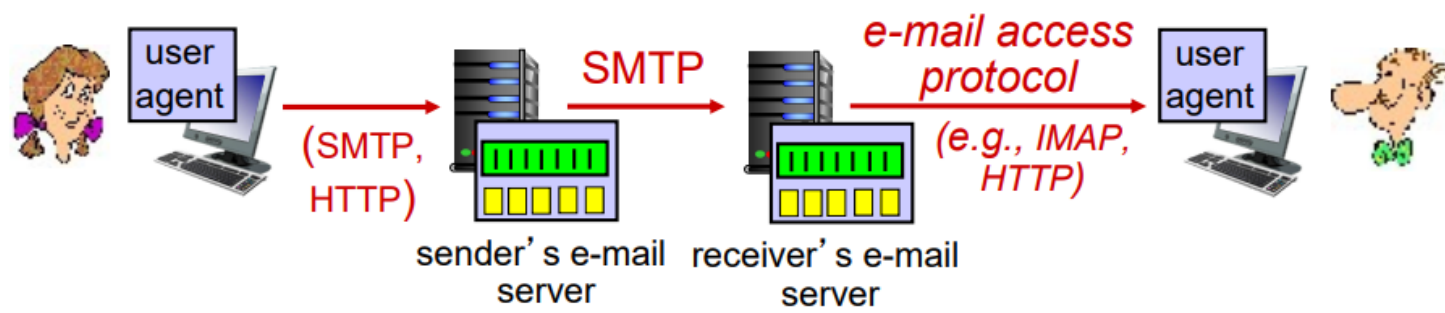 user
agent
(SMTP,
HTTP)
sender's e-mail
server
SMTP
receiver's e-mail
server
e-mail access
protocol
(e.g., IMAP,
HTTP)
user
agent